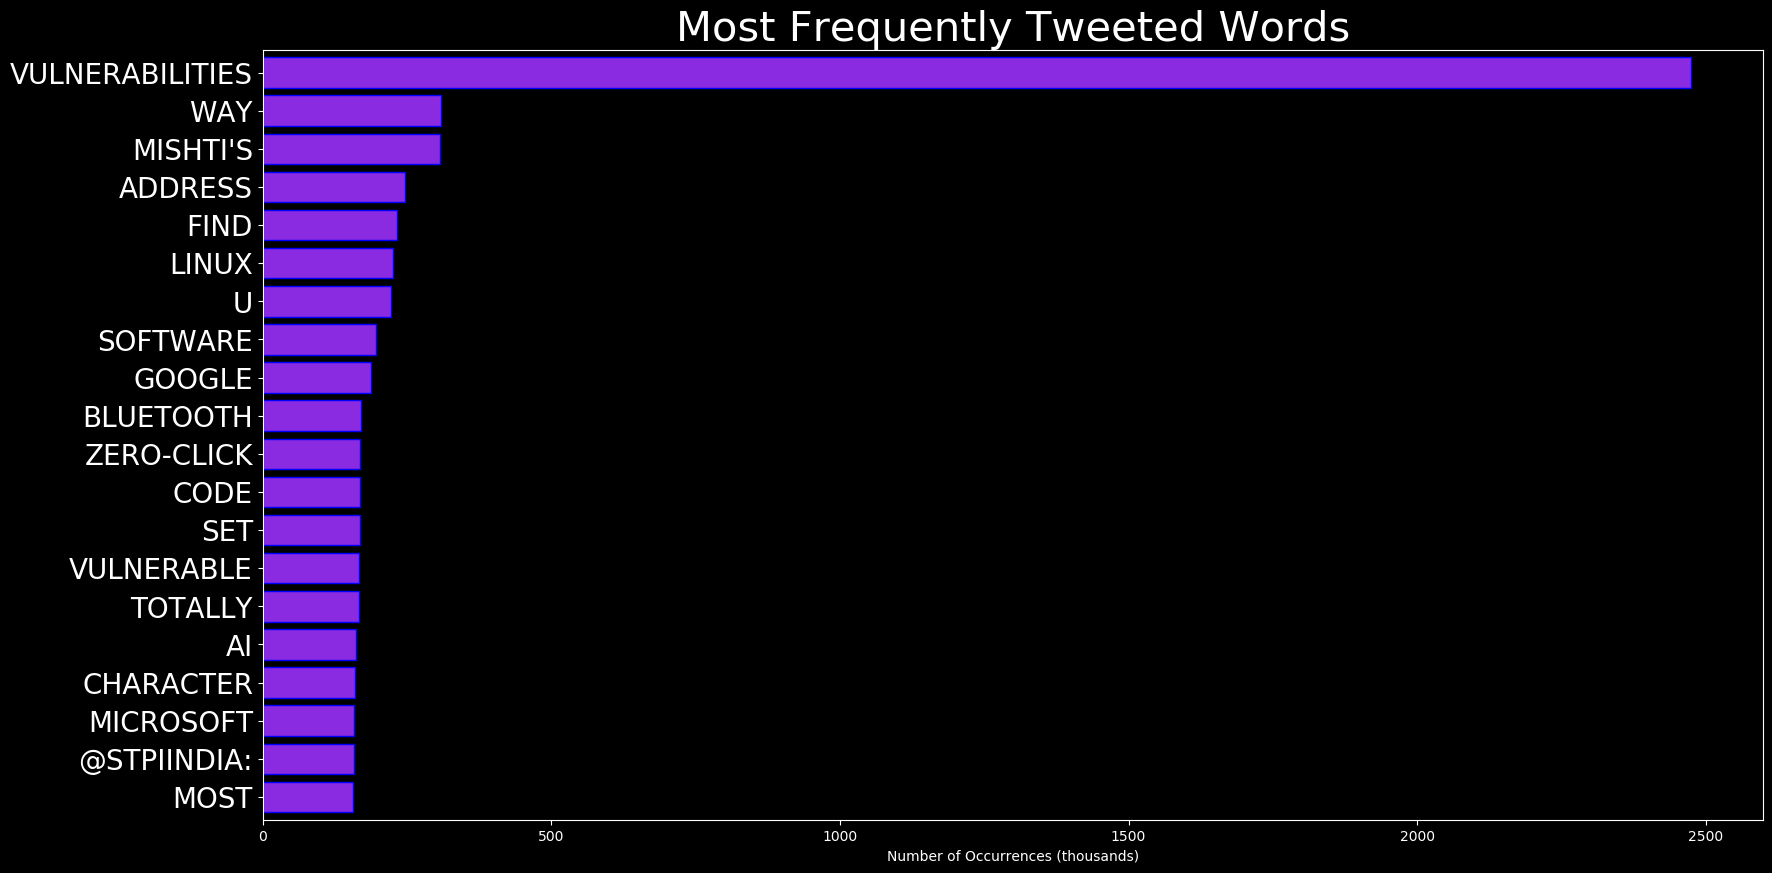 Most Frequently Tweeted Words
VULNERABILITIES
WAY
MISHTI'S
ADDRESS
FIND
LINUX
U
SOFTWARE
GOOGLE
BLUETOOTH
ZERO-CLICK
CODE
SET
VULNERABLE
TOTALLY
AI
CHARACTER
MICROSOFT
@STPIINDIA:
MOST
0 500 1000 1500 2000 2500
Number of Occurrences (thousands)